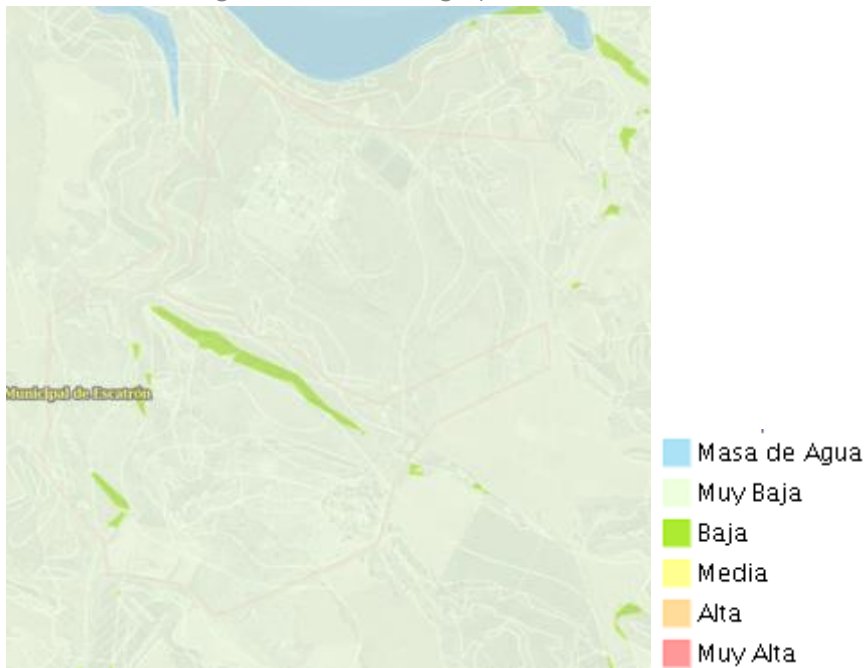 Municipal de Escatrón
Masa de Agua
Muy Baja
Baja
Media
Alta
Muy Alta